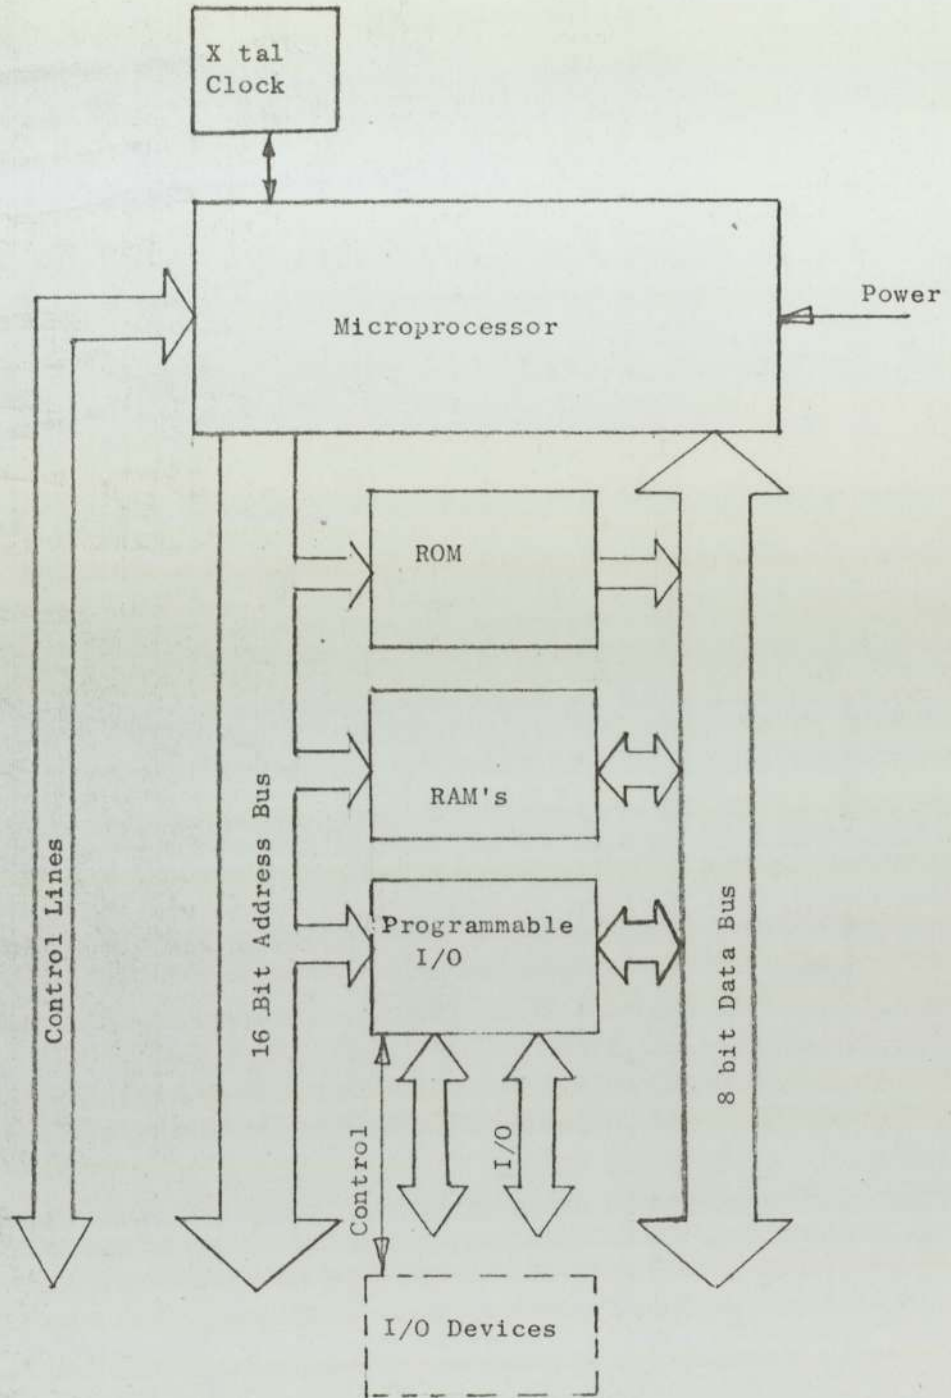 X tal
Clock
Power
Microprocessor
ROM
RAM's
Programmable
I/O
Control Lines
16 Bit Address Bus
8 bit Data Bus
Control
I/O
I/O Devices